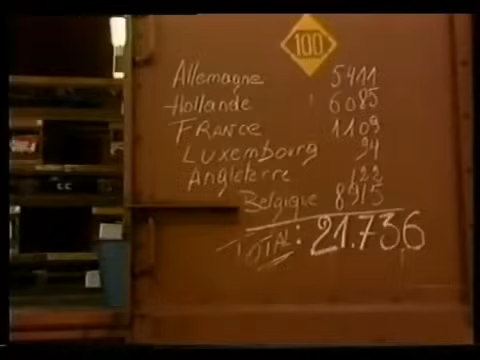 100
Allemagne 5411
Hollande 6085
FRANCE 1109
LUXEMBOURG 94
Angleterre 122
Belgique 8915
TOTAL: 21.736